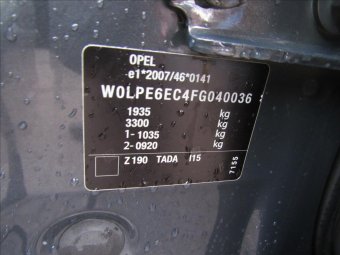 OPEL
e1*2007/46*0141
W0LPE6EC4FG040036
1935 kg
3300 kg
1-1035 kg
2-0920 kg
Z190 TADA I15
7155